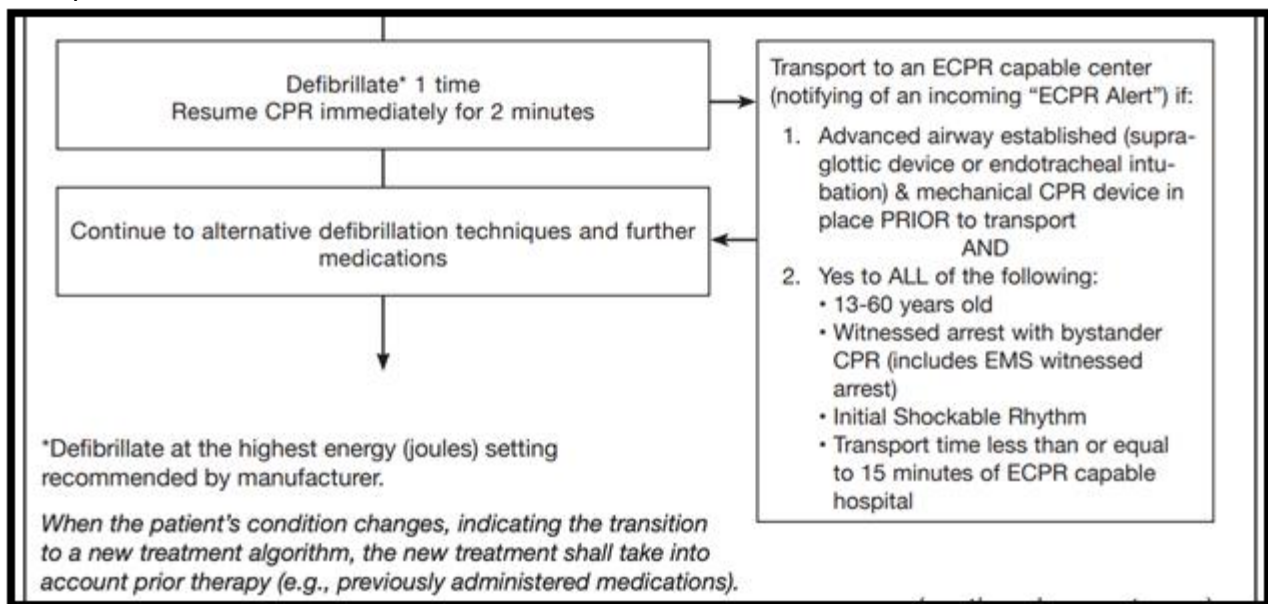 Defibrillate* 1 time
Resume CPR immediately for 2 minutes
Transport to an ECPR capable center
(notifying of an incoming “ECPR Alert”) if:
1. Advanced airway established (supra-
glottic device or endotracheal intu-
bation) & mechanical CPR device in
place PRIOR to transport
AND
2. Yes to ALL of the following:
• 13-60 years old
• Witnessed arrest with bystander
CPR (includes EMS witnessed
arrest)
• Initial Shockable Rhythm
• Transport time less than or equal
to 15 minutes of ECPR capable
hospital
Continue to alternative defibrillation techniques and further
medications
*Defibrillate at the highest energy (joules) setting
recommended by manufacturer.
When the patient’s condition changes, indicating the transition
to a new treatment algorithm, the new treatment shall take into
account prior therapy (e.g., previously administered medications).